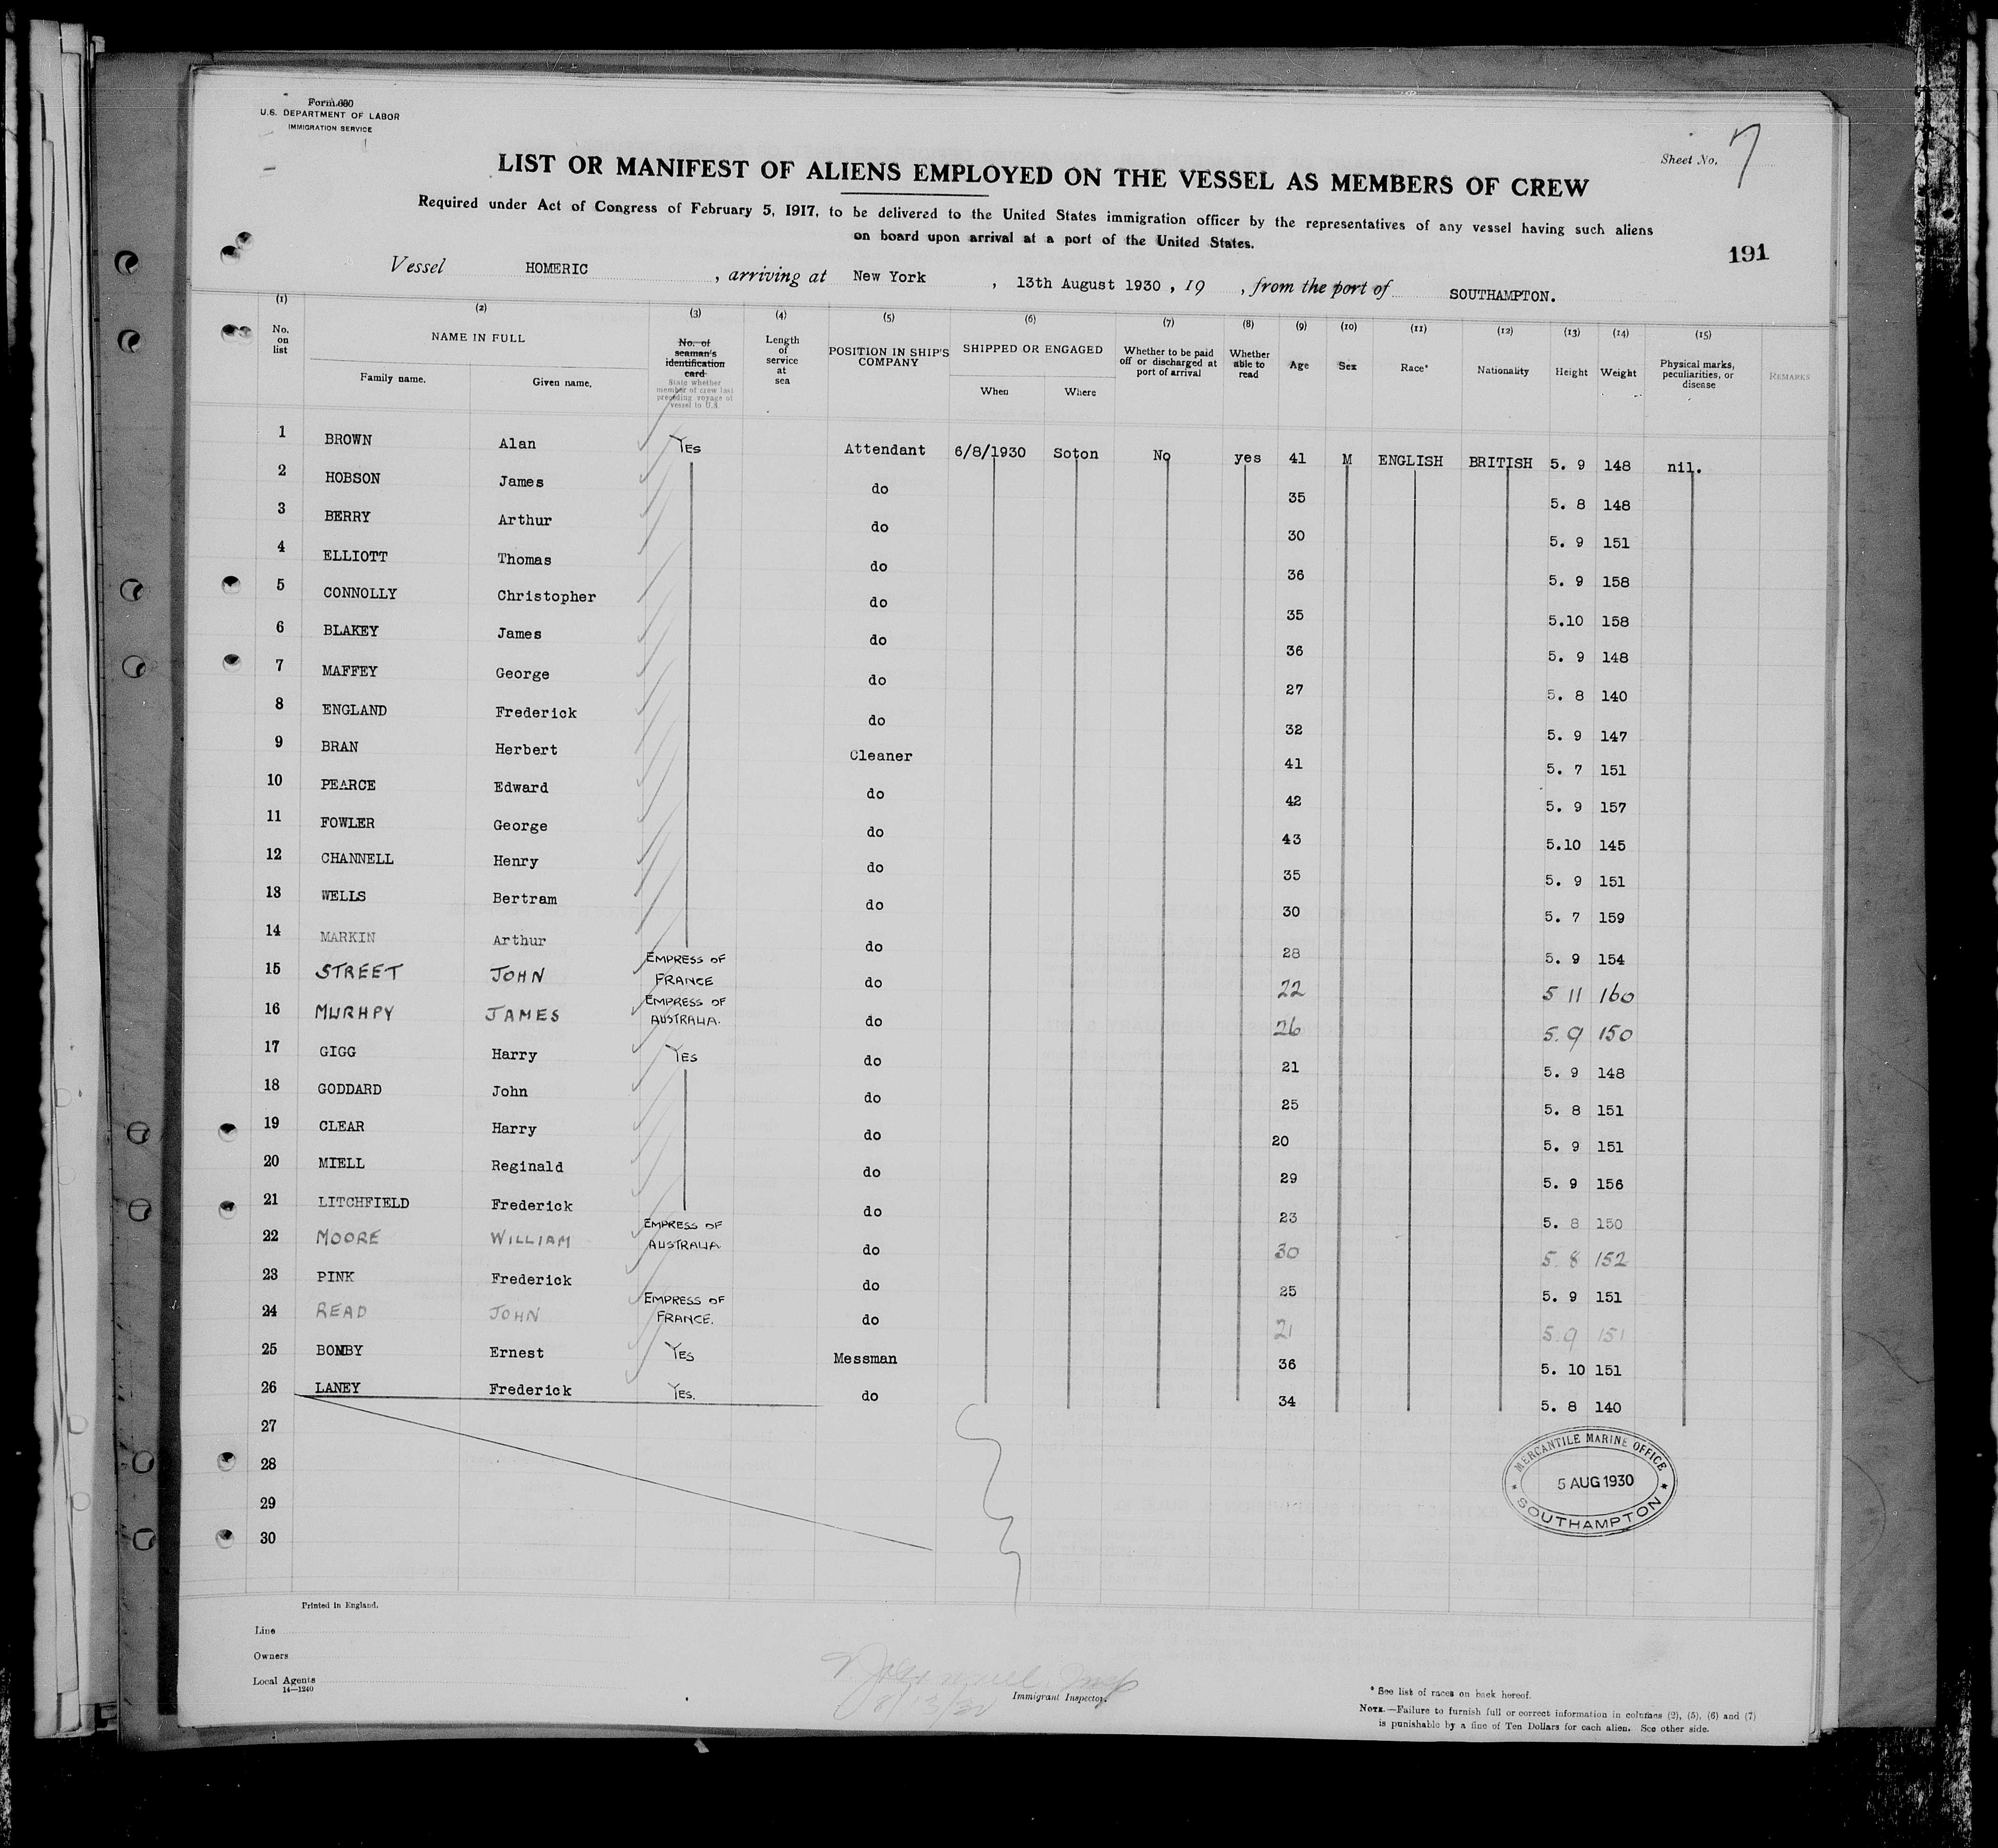 Form 680
U.S. DEPARTMENT OF LABOR
IMMIGRATION SERVICE
Sheet No. 7
LIST OR MANIFEST OF ALIENS EMPLOYED ON THE VESSEL AS MEMBERS OF CREW
Required under Act of Congress of February 5, 1917, to be delivered to the United States immigration officer by the representatives of any vessel having such aliens
on board upon arrival at a port of the United States.
191
Vessel HOMERIC, arriving at New York, 13th August 1930, 19 , from the port of SOUTHAMPTON.
(1) (2) (3) (4) (5) (6) (7) (8) (9) (10) (11) (12) (13) (14) (15)
No. on list NAME IN FULL Family name. Given name. No. of seaman's identification card State whether member of crew last preceding voyage of vessel to U.S. Length of service at sea POSITION IN SHIP'S COMPANY SHIPPED OR ENGAGED When Where Whether to be paid off or discharged at port of arrival Whether able to read Age Sex Race* Nationality Height Weight Physical marks, peculiarities, or disease REMARKS
1 BROWN Alan YES Attendant 6/8/1930 Soton No yes 41 M ENGLISH BRITISH 5. 9 148 nil.
2 HOBSON James do 35 5. 8 148
3 BERRY Arthur do 30 5. 9 151
4 ELLIOTT Thomas do 36 5. 9 158
5 CONNOLLY Christopher do 35 5.10 158
6 BLAKEY James do 36 5. 9 148
7 MAFFEY George do 27 5. 8 140
8 ENGLAND Frederick do 32 5. 9 147
9 BRAN Herbert Cleaner 41 5. 7 151
10 PEARCE Edward do 42 5. 9 157
11 FOWLER George do 43 5.10 145
12 CHANNELL Henry do 35 5. 9 151
13 WELLS Bertram do 30 5. 7 159
14 MARKIN Arthur do 28 5. 9 154
15 STREET JOHN EMPRESS OF FRANCE do 22 5 11 160
16 MURHPY JAMES EMPRESS OF AUSTRALIA. do 26 5. 9 150
17 GIGG Harry YES do 21 5. 9 148
18 GODDARD John do 25 5. 8 151
19 CLEAR Harry do 20 5. 9 151
20 MIELL Reginald do 29 5. 9 156
21 LITCHFIELD Frederick do 23 5. 8 150
22 MOORE WILLIAM EMPRESS OF AUSTRALIA do 30 5. 8 152
23 PINK Frederick do 25 5. 9 151
24 READ JOHN EMPRESS OF FRANCE. do 21 5.9 151
25 BOMBY Ernest YES Messman 36 5. 10 151
26 LANEY Frederick YES. do 34 5. 8 140
27
28
29
30
MERCANTILE MARINE OFFICE
5 AUG 1930
SOUTHAMPTON
Printed in England.
Line
Owners
Local Agents
14—1240
8/13/30
Immigrant Inspector.
* See list of races on back hereof.
NOTE.—Failure to furnish full or correct information in columns (2), (5), (6) and (7)
is punishable by a fine of Ten Dollars for each alien. See other side.